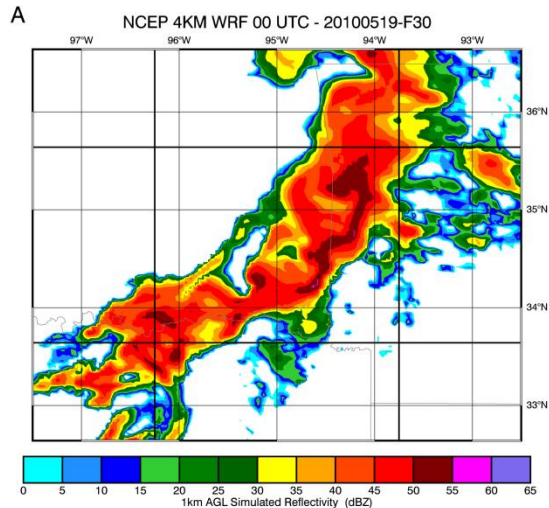 A
NCEP 4KM WRF 00 UTC - 20100519-F30
97°W 96°W 95°W 94°W 93°W
36°N
35°N
34°N
33°N
0 5 10 15 20 25 30 35 40 45 50 55 60 65
1km AGL Simulated Reflectivity (dBZ)